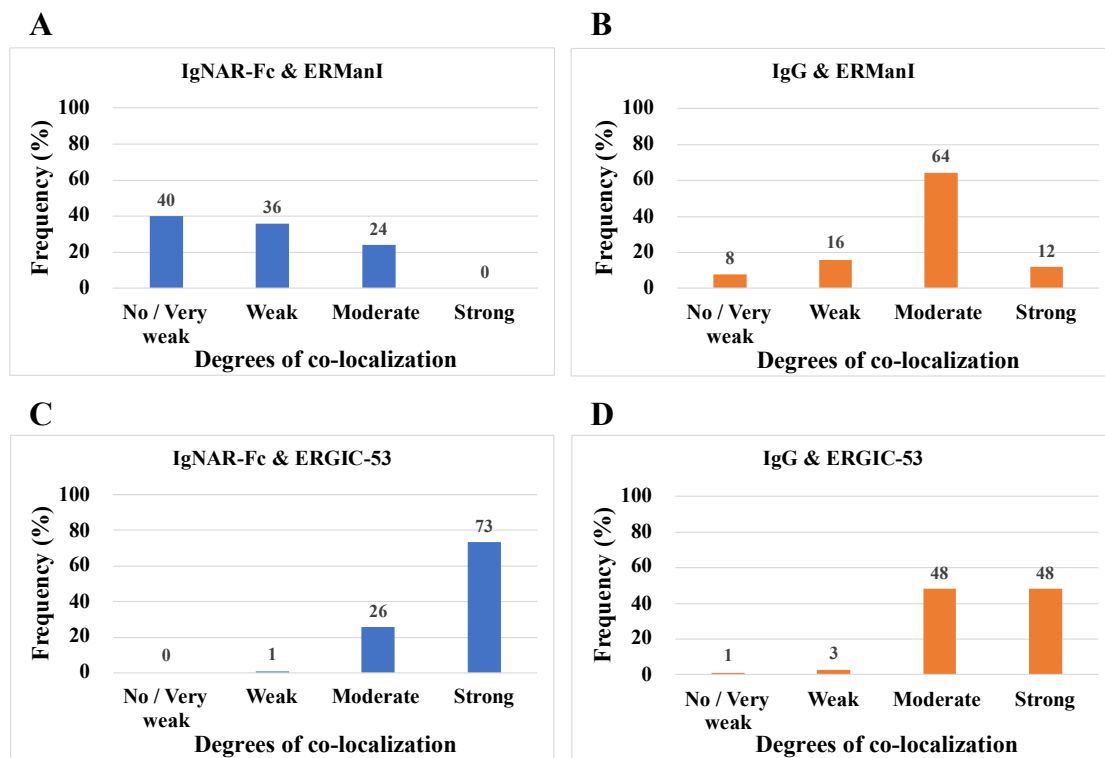 A
IgNAR-Fc & ERManI
Frequency (%)
100
80
60
40
20
0
40
36
24
0
No / Very weak
Weak
Moderate
Strong
Degrees of co-localization
B
IgG & ERManI
Frequency (%)
100
80
60
40
20
0
8
16
64
12
No / Very weak
Weak
Moderate
Strong
Degrees of co-localization
C
IgNAR-Fc & ERGIC-53
Frequency (%)
100
80
60
40
20
0
0
1
26
73
No / Very weak
Weak
Moderate
Strong
Degrees of co-localization
D
IgG & ERGIC-53
Frequency (%)
100
80
60
40
20
0
1
3
48
48
No / Very weak
Weak
Moderate
Strong
Degrees of co-localization